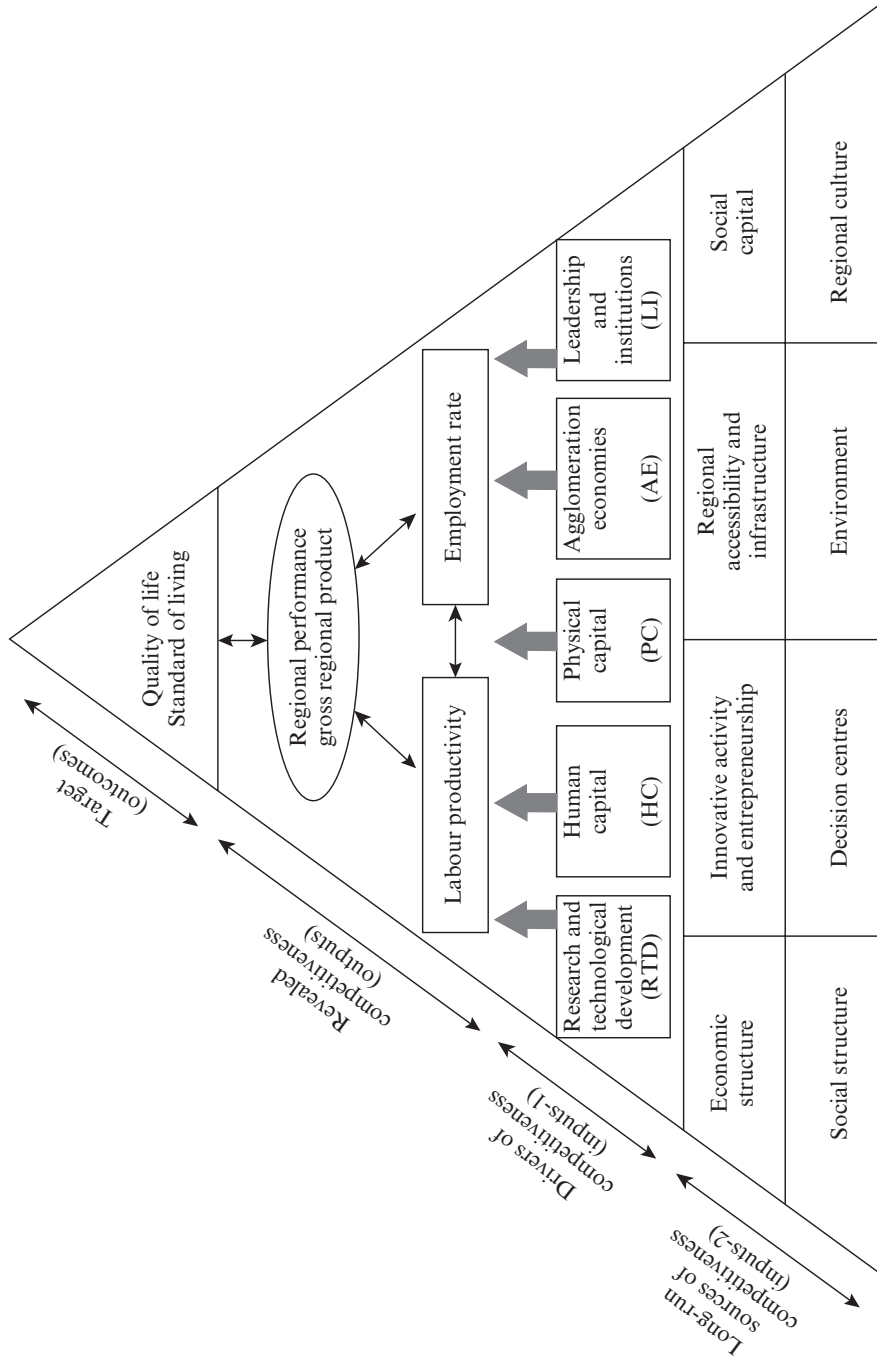 Target
(outcomes)
Revealed
competitiveness
(outputs)
Drivers of
competitiveness
(inputs-1)
Long-run
sources of
competitiveness
(inputs-2)
Quality of life
Standard of living
Regional performance
gross regional product
Labour productivity
Employment rate
Research and
technological
development
(RTD)
Human
capital
(HC)
Physical
capital
(PC)
Agglomeration
economies
(AE)
Leadership
and
institutions
(LI)
Economic
structure
Innovative activity
and entrepreneurship
Regional
accessibility and
infrastructure
Social
capital
Social structure
Decision centres
Environment
Regional culture